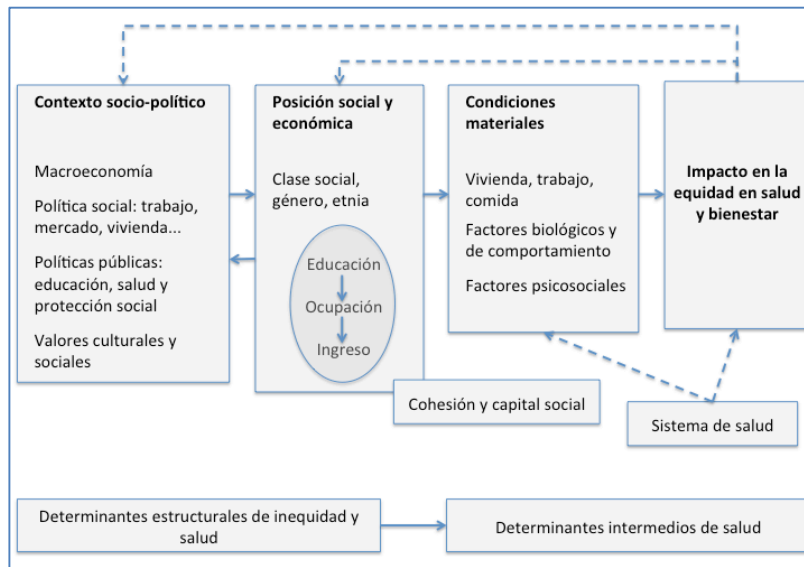 Contexto socio-político
Macroeconomía
Política social: trabajo,
mercado, vivienda...
Políticas públicas:
educación, salud y
protección social
Valores culturales y
sociales
Posición social y
económica
Clase social,
género, etnia
Educación
Ocupación
Ingreso
Condiciones
materiales
Vivienda, trabajo,
comida
Factores biológicos y
de comportamiento
Factores psicosociales
Impacto en la
equidad en salud
y bienestar
Cohesión y capital social
Sistema de salud
Determinantes estructurales de inequidad y
salud
Determinantes intermedios de salud